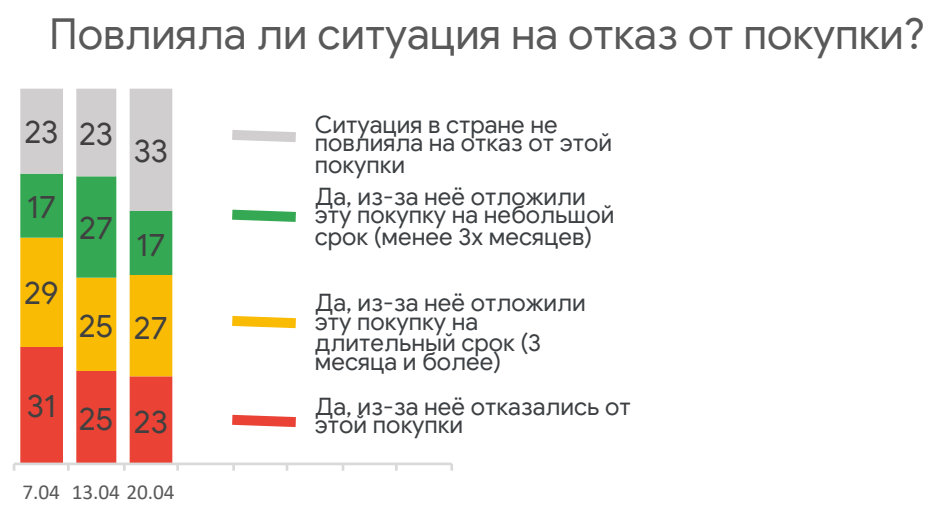 Повлияла ли ситуация на отказ от покупки?
23 23 33
17 27 17
29 25 27
31 25 23
7.04 13.04 20.04
Ситуация в стране не
повлияла на отказ от этой
покупки
Да, из-за неё отложили
эту покупку на небольшой
срок (менее 3х месяцев)
Да, из-за неё отложили
эту покупку на
длительный срок (3
месяца и более)
Да, из-за неё отказались от
этой покупки